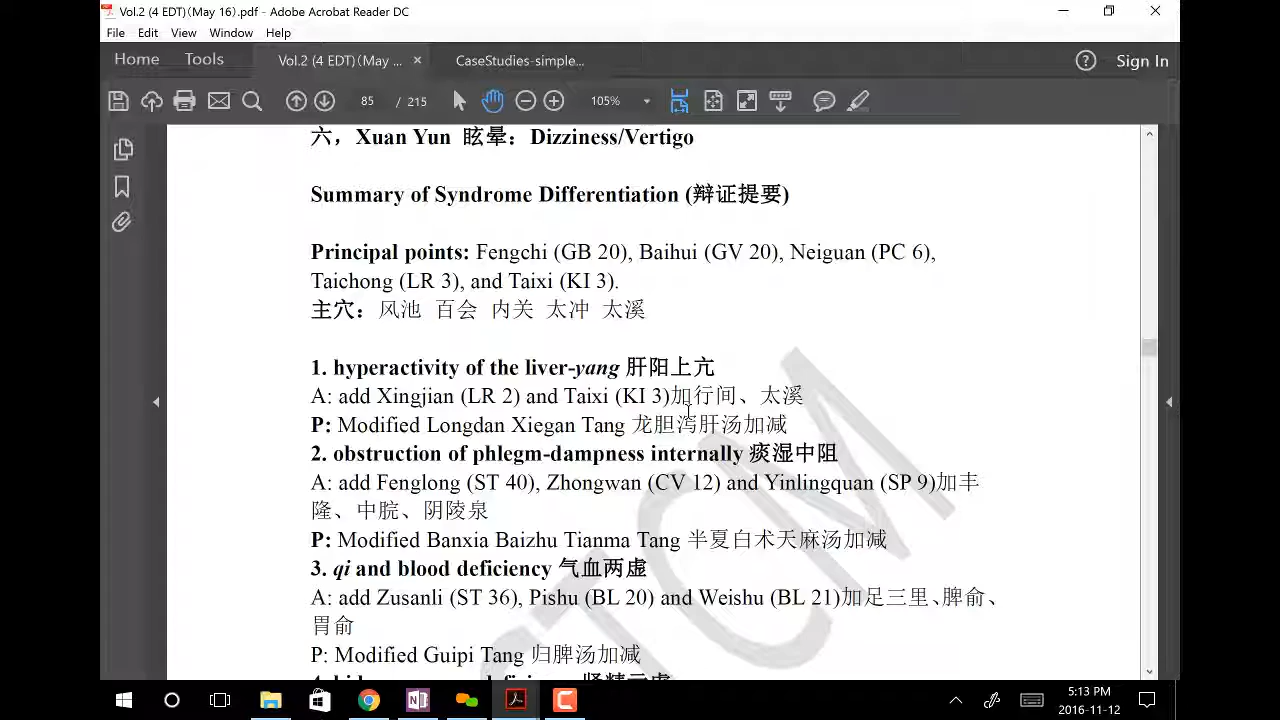 Vol.2 (4 EDT)(May 16).pdf - Adobe Acrobat Reader DC
File Edit View Window Help
Home Tools Vol.2 (4 EDT)(May ... × CaseStudies-simple... Sign In
85 / 215 105%
六，Xuan Yun 眩晕：Dizziness/Vertigo
Summary of Syndrome Differentiation (辩证提要)
Principal points: Fengchi (GB 20), Baihui (GV 20), Neiguan (PC 6),
Taichong (LR 3), and Taixi (KI 3).
主穴：风池 百会 内关 太冲 太溪
1. hyperactivity of the liver-yang 肝阳上亢
A: add Xingjian (LR 2) and Taixi (KI 3)加行间、太溪
P: Modified Longdan Xiegan Tang 龙胆泻肝汤加减
2. obstruction of phlegm-dampness internally 痰湿中阻
A: add Fenglong (ST 40), Zhongwan (CV 12) and Yinlingquan (SP 9)加丰
隆、中脘、阴陵泉
P: Modified Banxia Baizhu Tianma Tang 半夏白术天麻汤加减
3. qi and blood deficiency 气血两虚
A: add Zusanli (ST 36), Pishu (BL 20) and Weishu (BL 21)加足三里、脾俞、
胃俞
P: Modified Guipi Tang 归脾汤加减
TCM
5:13 PM
2016-11-12